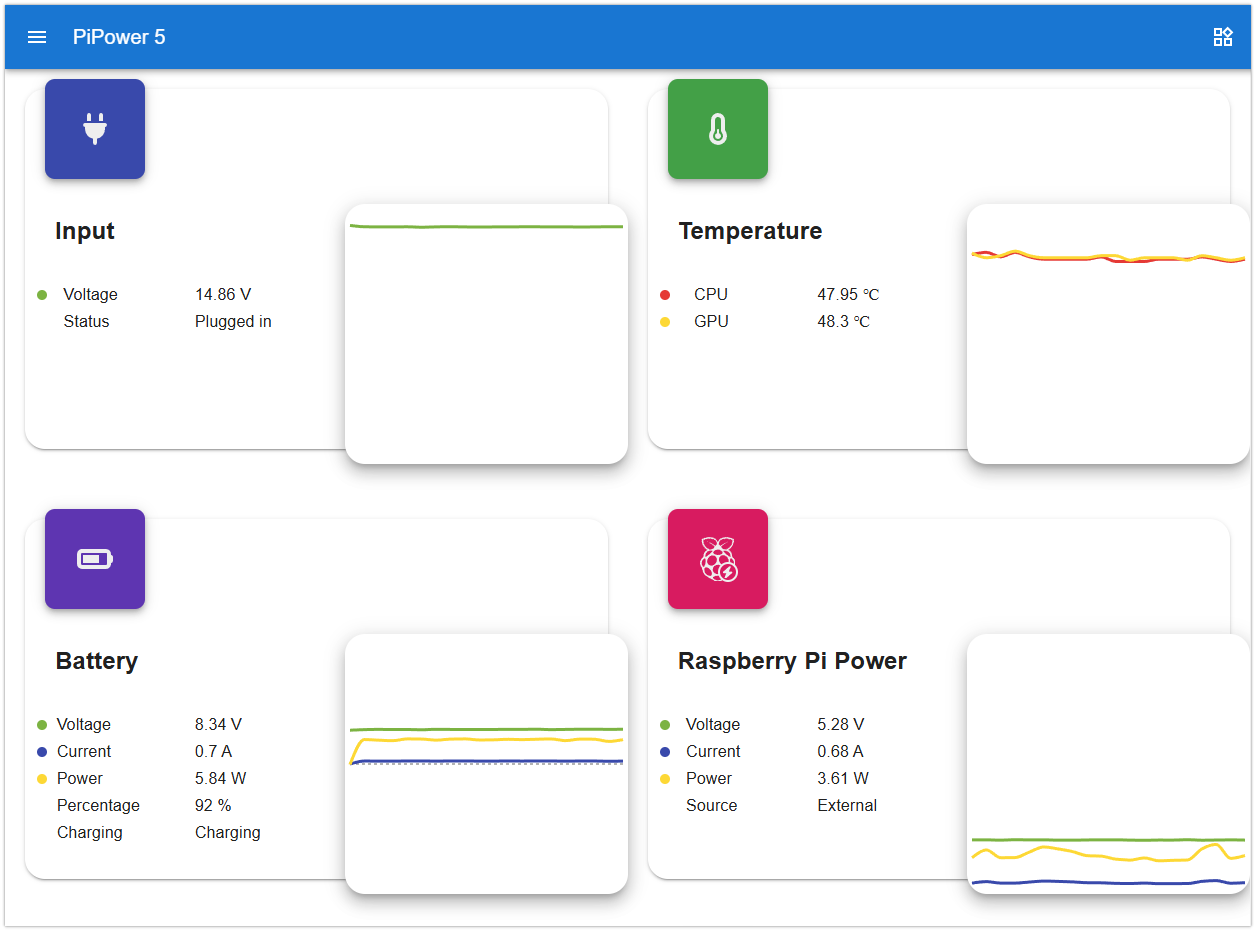 PiPower 5
Input
Voltage 14.86 V
Status Plugged in
Temperature
CPU 47.95 ℃
GPU 48.3 ℃
Battery
Voltage 8.34 V
Current 0.7 A
Power 5.84 W
Percentage 92 %
Charging Charging
Raspberry Pi Power
Voltage 5.28 V
Current 0.68 A
Power 3.61 W
Source External